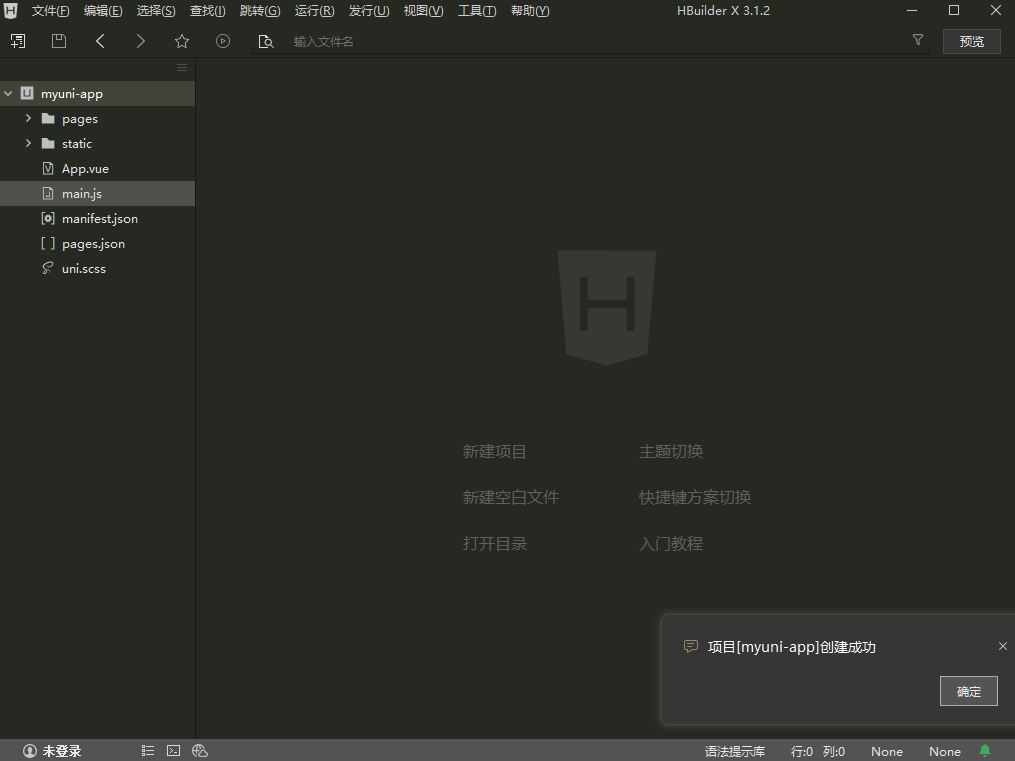 文件(F) 编辑(E) 选择(S) 查找(I) 跳转(G) 运行(R) 发行(U) 视图(V) 工具(T) 帮助(Y) HBuilder X 3.1.2
输入文件名 预览
myuni-app
pages
static
App.vue
main.js
manifest.json
pages.json
uni.scss
H
新建项目 主题切换
新建空白文件 快捷键方案切换
打开目录 入门教程
项目[myuni-app]创建成功
确定
未登录 语法提示库 行:0 列:0 None None